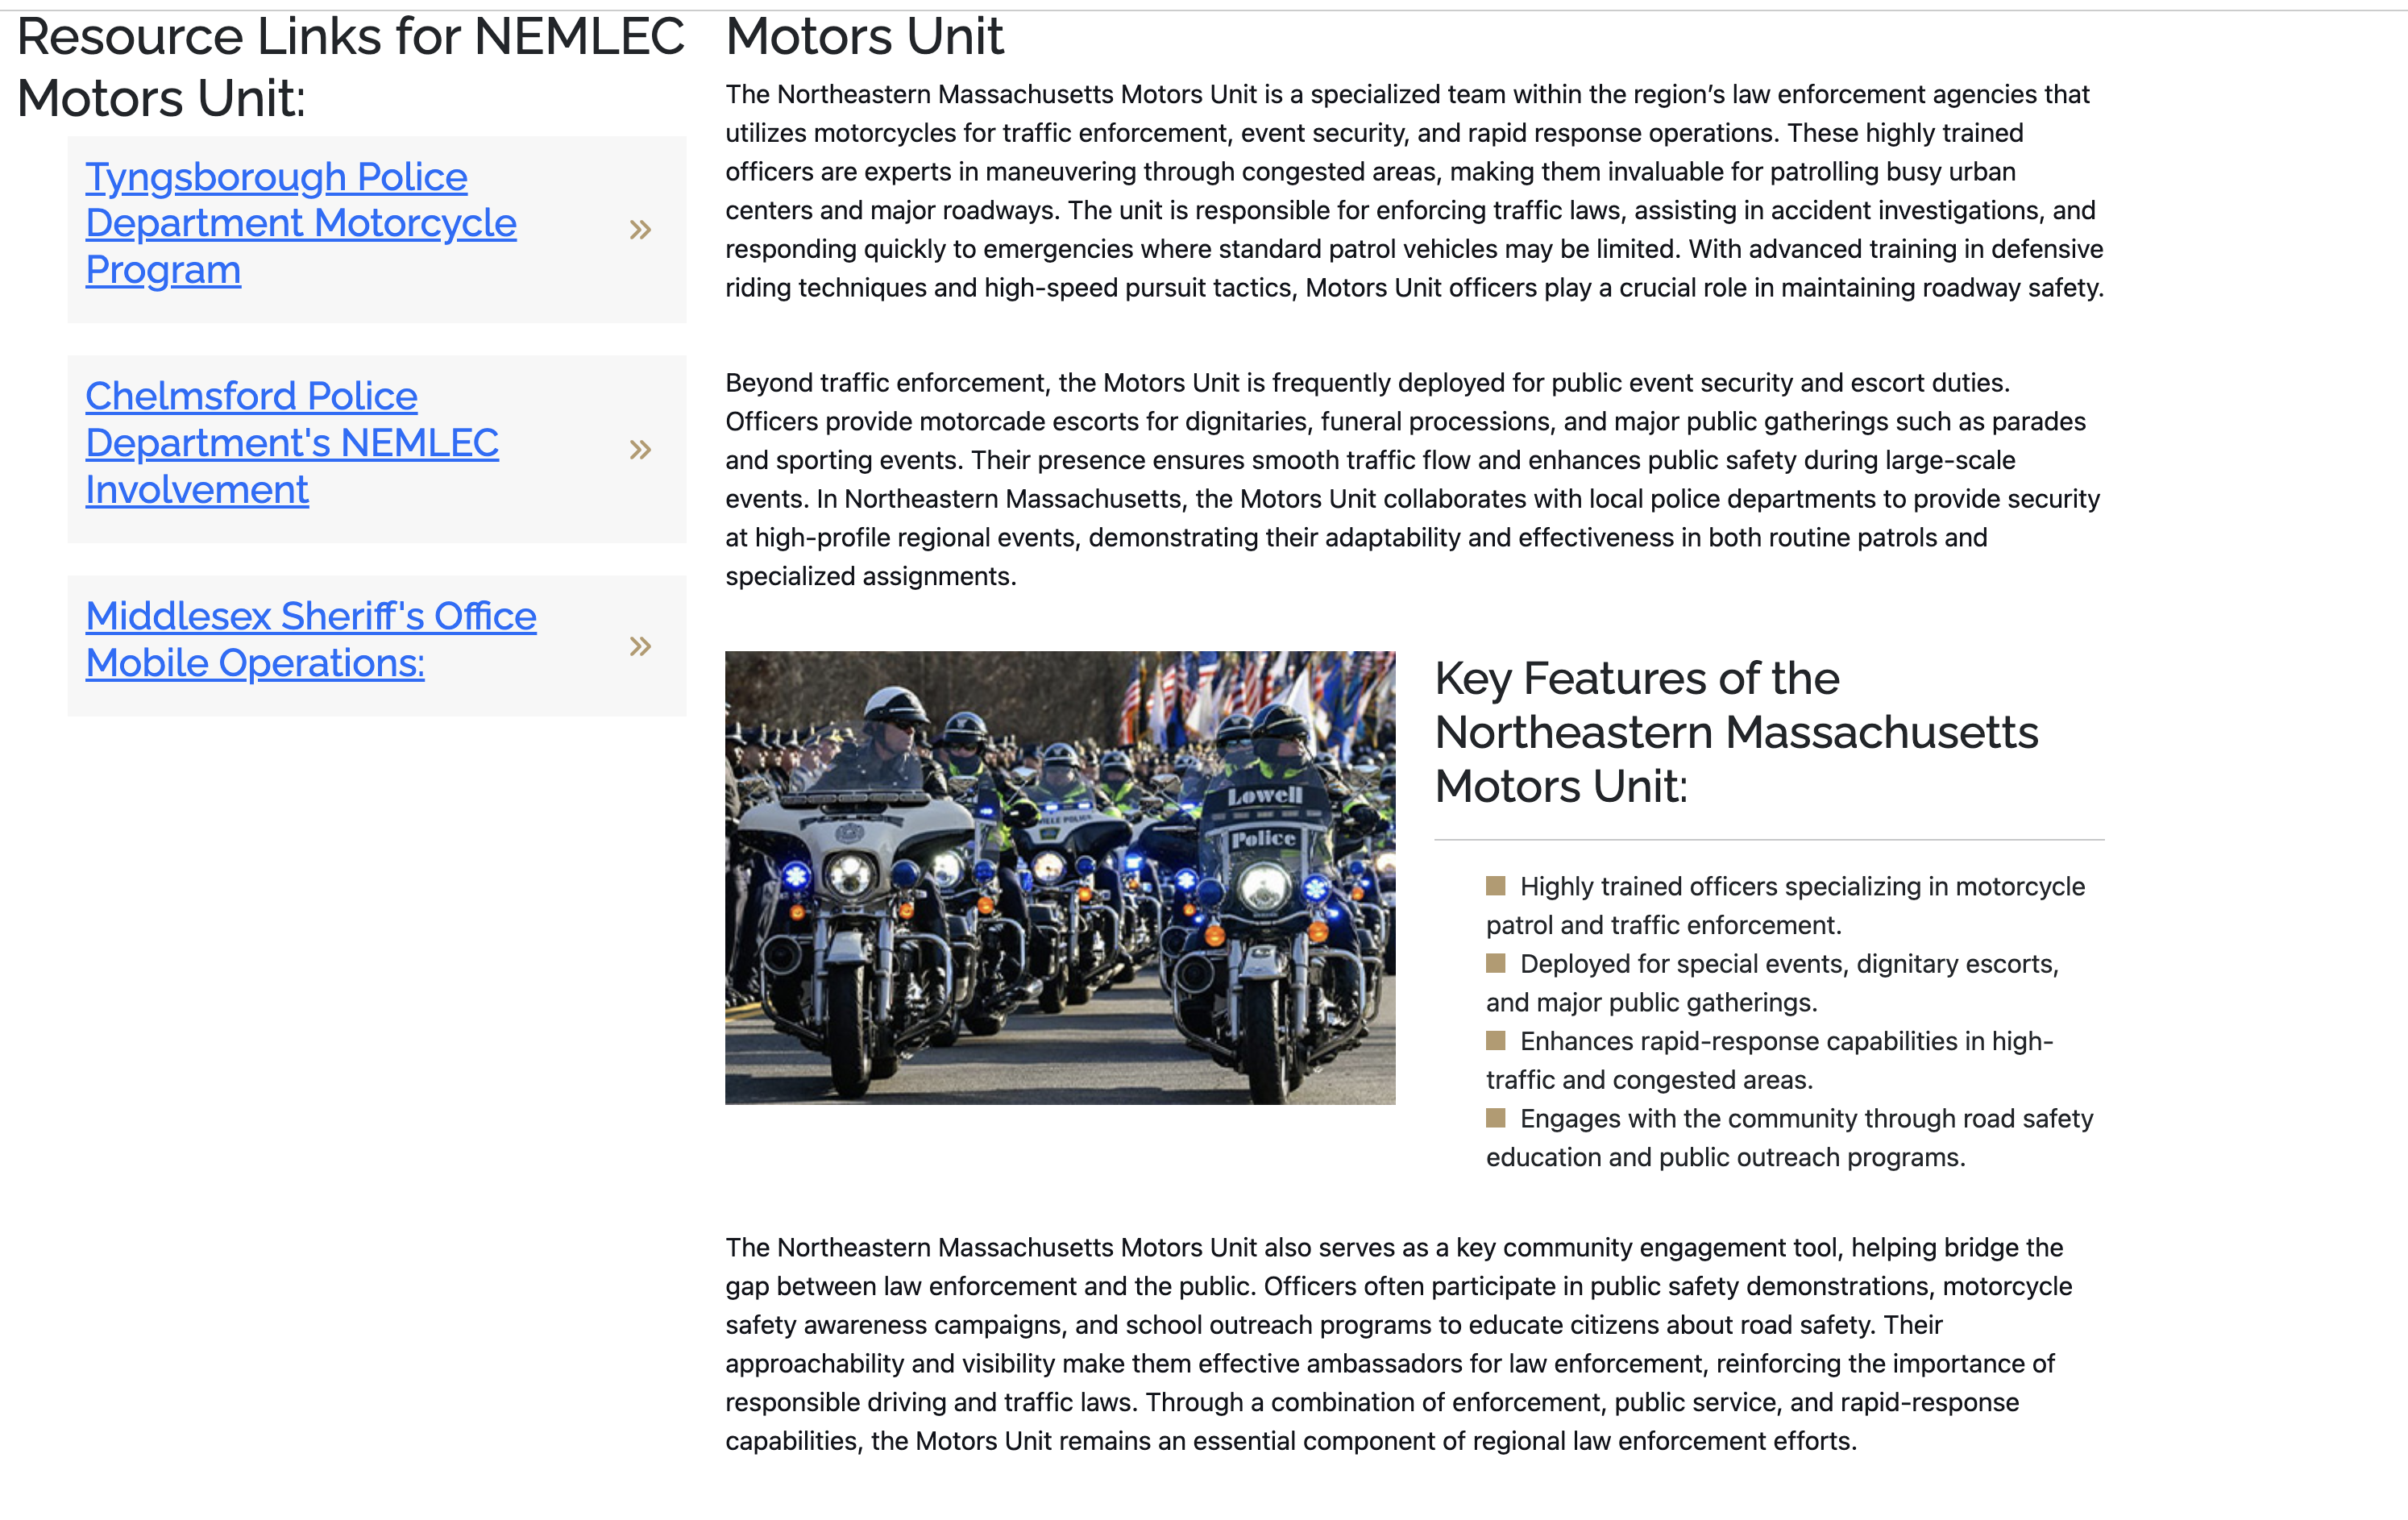 Resource Links for NEMLEC
Motors Unit:
Tyngsborough Police
Department Motorcycle
Program
»
Chelmsford Police
Department's NEMLEC
Involvement
»
Middlesex Sheriff's Office
Mobile Operations:
»
Motors Unit
The Northeastern Massachusetts Motors Unit is a specialized team within the region’s law enforcement agencies that
utilizes motorcycles for traffic enforcement, event security, and rapid response operations. These highly trained
officers are experts in maneuvering through congested areas, making them invaluable for patrolling busy urban
centers and major roadways. The unit is responsible for enforcing traffic laws, assisting in accident investigations, and
responding quickly to emergencies where standard patrol vehicles may be limited. With advanced training in defensive
riding techniques and high-speed pursuit tactics, Motors Unit officers play a crucial role in maintaining roadway safety.
Beyond traffic enforcement, the Motors Unit is frequently deployed for public event security and escort duties.
Officers provide motorcade escorts for dignitaries, funeral processions, and major public gatherings such as parades
and sporting events. Their presence ensures smooth traffic flow and enhances public safety during large-scale
events. In Northeastern Massachusetts, the Motors Unit collaborates with local police departments to provide security
at high-profile regional events, demonstrating their adaptability and effectiveness in both routine patrols and
specialized assignments.
VILLE POLICE
Lowell
Police
Key Features of the
Northeastern Massachusetts
Motors Unit:
Highly trained officers specializing in motorcycle
patrol and traffic enforcement.
Deployed for special events, dignitary escorts,
and major public gatherings.
Enhances rapid-response capabilities in high-
traffic and congested areas.
Engages with the community through road safety
education and public outreach programs.
The Northeastern Massachusetts Motors Unit also serves as a key community engagement tool, helping bridge the
gap between law enforcement and the public. Officers often participate in public safety demonstrations, motorcycle
safety awareness campaigns, and school outreach programs to educate citizens about road safety. Their
approachability and visibility make them effective ambassadors for law enforcement, reinforcing the importance of
responsible driving and traffic laws. Through a combination of enforcement, public service, and rapid-response
capabilities, the Motors Unit remains an essential component of regional law enforcement efforts.